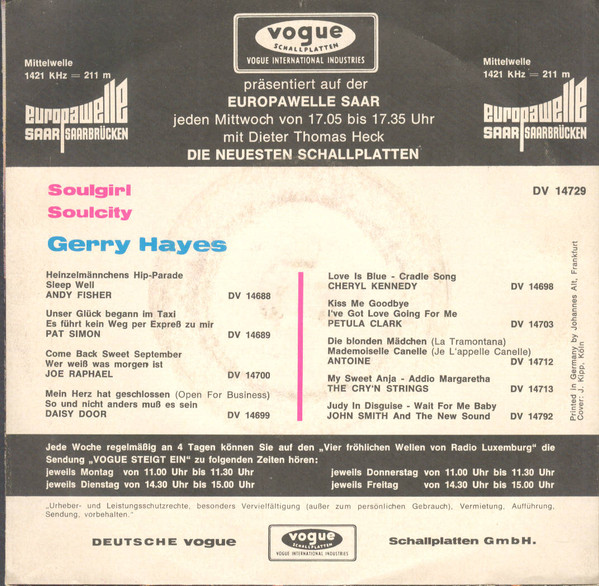 vogue
SCHALLPLATTEN
VOGUE INTERNATIONAL INDUSTRIES
Mittelwelle
1421 KHz = 211 m
europawelle
SAAR SAARBRÜCKEN
präsentiert auf der
EUROPAWELLE SAAR
jeden Mittwoch von 17.05 bis 17.35 Uhr
mit Dieter Thomas Heck
DIE NEUESTEN SCHALLPLATTEN
Mittelwelle
1421 KHz = 211 m
europawelle
SAAR SAARBRÜCKEN
Soulgirl
Soulcity
DV 14729
Gerry Hayes
Heinzelmännchens Hip-Parade
Sleep Well
ANDY FISHER DV 14688
Unser Glück begann im Taxi
Es führt kein Weg per Expreß zu mir
PAT SIMON DV 14689
Come Back Sweet September
Wer weiß was morgen ist
JOE RAPHAEL DV 14700
Mein Herz hat geschlossen (Open For Business)
So und nicht anders muß es sein
DAISY DOOR DV 14699
Love Is Blue - Cradle Song
CHERYL KENNEDY DV 14698
Kiss Me Goodbye
I've Got Love Going For Me
PETULA CLARK DV 14703
Die blonden Mädchen (La Tramontana)
Mademoiselle Canelle (Je L'appelle Canelle)
ANTOINE DV 14712
My Sweet Anja - Addio Margaretha
THE CRY'N STRINGS DV 14713
Judy In Disguise - Wait For Me Baby
JOHN SMITH And The New Sound DV 14792
Printed in Germany by Johannes Alt, Frankfurt
Cover: J. Kipp, Köln
Jede Woche regelmäßig an 4 Tagen können Sie auf den „Vier fröhlichen Wellen von Radio Luxemburg" die
Sendung „VOGUE STEIGT EIN" zu folgenden Zeiten hören:
jeweils Montag von 11.00 Uhr bis 11.30 Uhr
jeweils Dienstag von 14.30 Uhr bis 15.00 Uhr
jeweils Donnerstag von 11.00 Uhr bis 11.30 Uhr
jeweils Freitag von 14.30 Uhr bis 15.00 Uhr
„Urheber- und Leistungsschutzrechte, besonders Vervielfältigung (außer zum persönlichen Gebrauch), Vermietung, Aufführung,
Sendung, vorbehalten."
DEUTSCHE vogue
vogue
SCHALLPLATTEN
VOGUE INTERNATIONAL INDUSTRIES
Schallplatten GmbH.